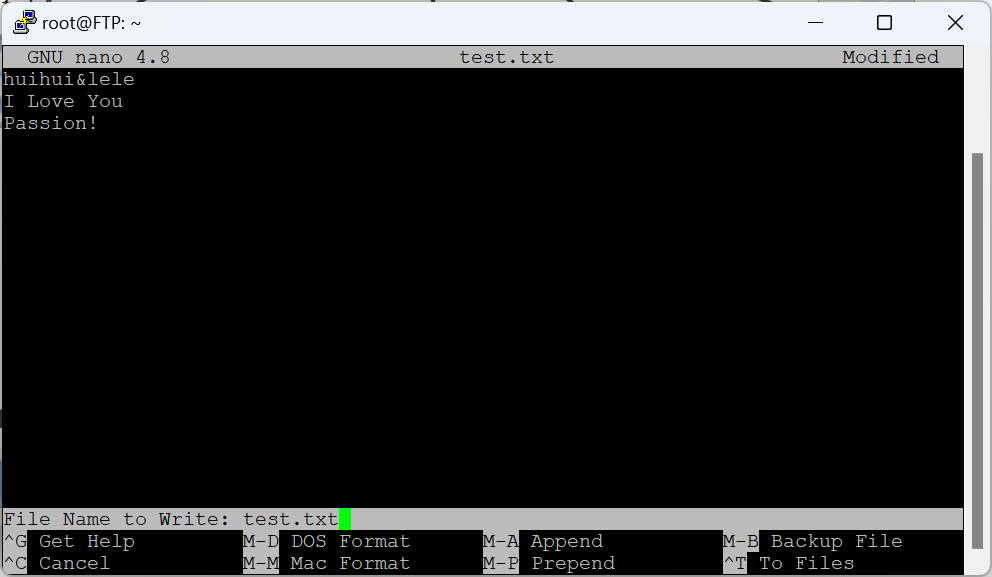 root@FTP: ~
GNU nano 4.8 test.txt Modified
huihui&lele
I Love You
Passion!
File Name to Write: test.txt
^G Get Help M-D DOS Format M-A Append M-B Backup File
^C Cancel M-M Mac Format M-P Prepend ^T To Files